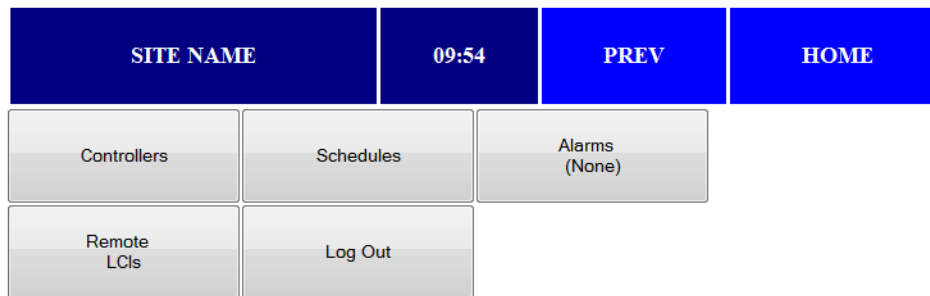 SITE NAME 09:54 PREV HOME
Controllers Schedules Alarms
(None)
Remote
LCIs
Log Out